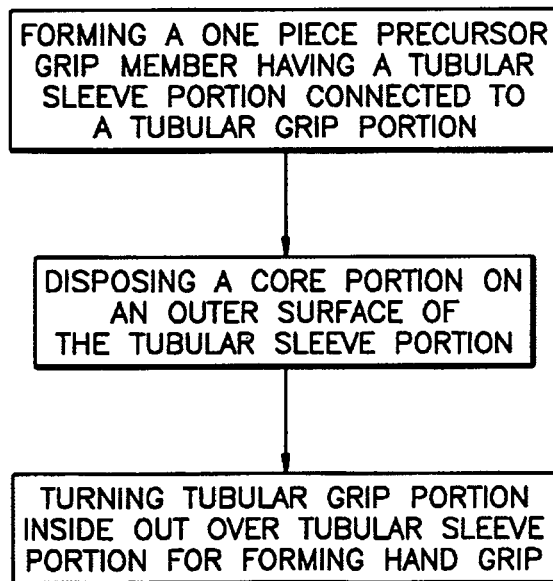 FORMING A ONE PIECE PRECURSOR
GRIP MEMBER HAVING A TUBULAR
SLEEVE PORTION CONNECTED TO
A TUBULAR GRIP PORTION
DISPOSING A CORE PORTION ON
AN OUTER SURFACE OF
THE TUBULAR SLEEVE PORTION
TURNING TUBULAR GRIP PORTION
INSIDE OUT OVER TUBULAR SLEEVE
PORTION FOR FORMING HAND GRIP